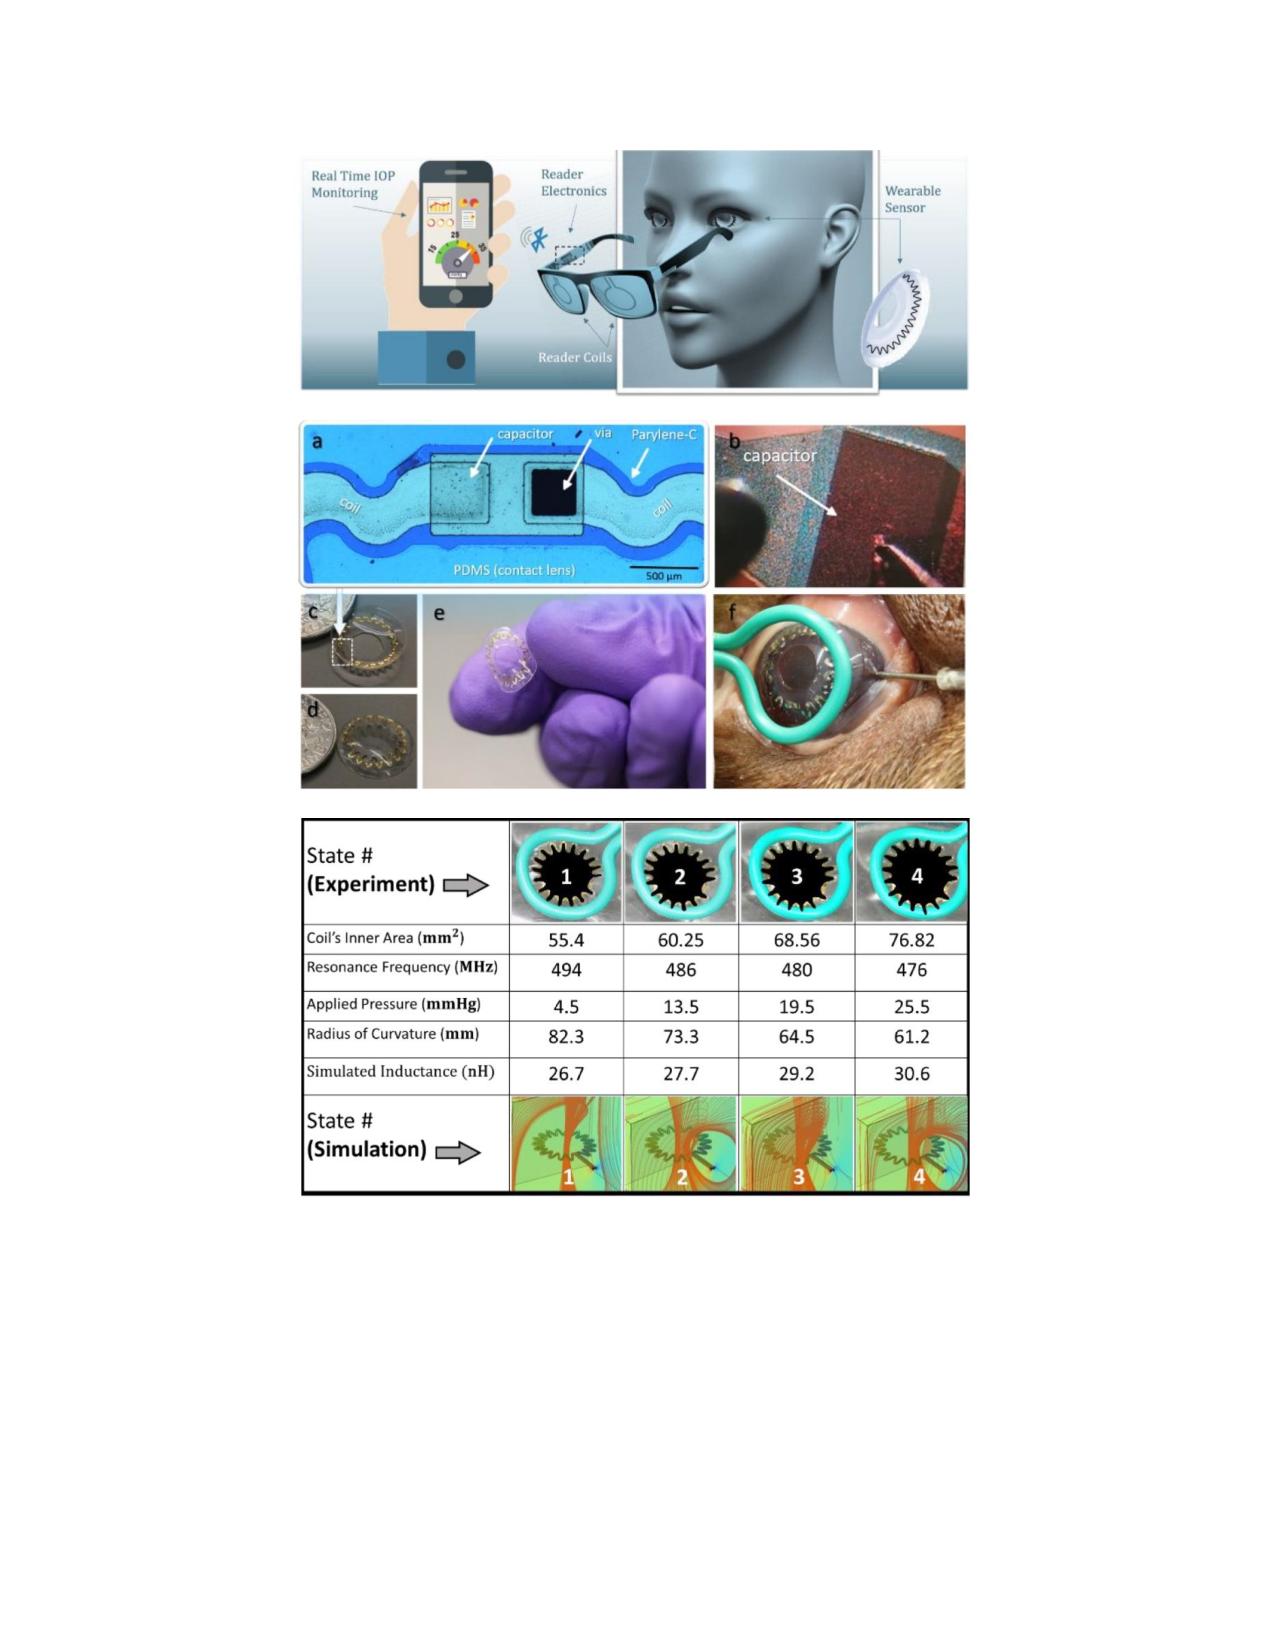 Real Time IOP
Monitoring
Reader
Electronics
Wearable
Sensor
15
25
35
Reader Coils
a
capacitor
via
Parylene-C
coil
coil
PDMS (contact lens)
500 µm
b
capacitor
c
d
e
f
State #
(Experiment)
1
2
3
4
Coil's Inner Area (mm²) 55.4 60.25 68.56 76.82
Resonance Frequency (MHz) 494 486 480 476
Applied Pressure (mmHg) 4.5 13.5 19.5 25.5
Radius of Curvature (mm) 82.3 73.3 64.5 61.2
Simulated Inductance (nH) 26.7 27.7 29.2 30.6
State #
(Simulation)
1
2
3
4